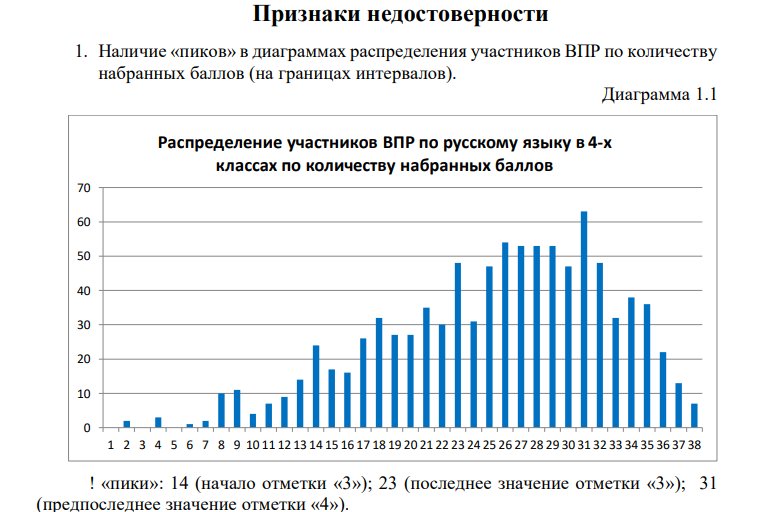 Признаки недостоверности
1. Наличие «пиков» в диаграммах распределения участников ВПР по количеству
набранных баллов (на границах интервалов).
Диаграмма 1.1
Распределение участников ВПР по русскому языку в 4-х
классах по количеству набранных баллов
70
60
50
40
30
20
10
0
1 2 3 4 5 6 7 8 9 10 11 12 13 14 15 16 17 18 19 20 21 22 23 24 25 26 27 28 29 30 31 32 33 34 35 36 37 38
! «пики»: 14 (начало отметки «3»); 23 (последнее значение отметки «3»); 31
(предпоследнее значение отметки «4»).